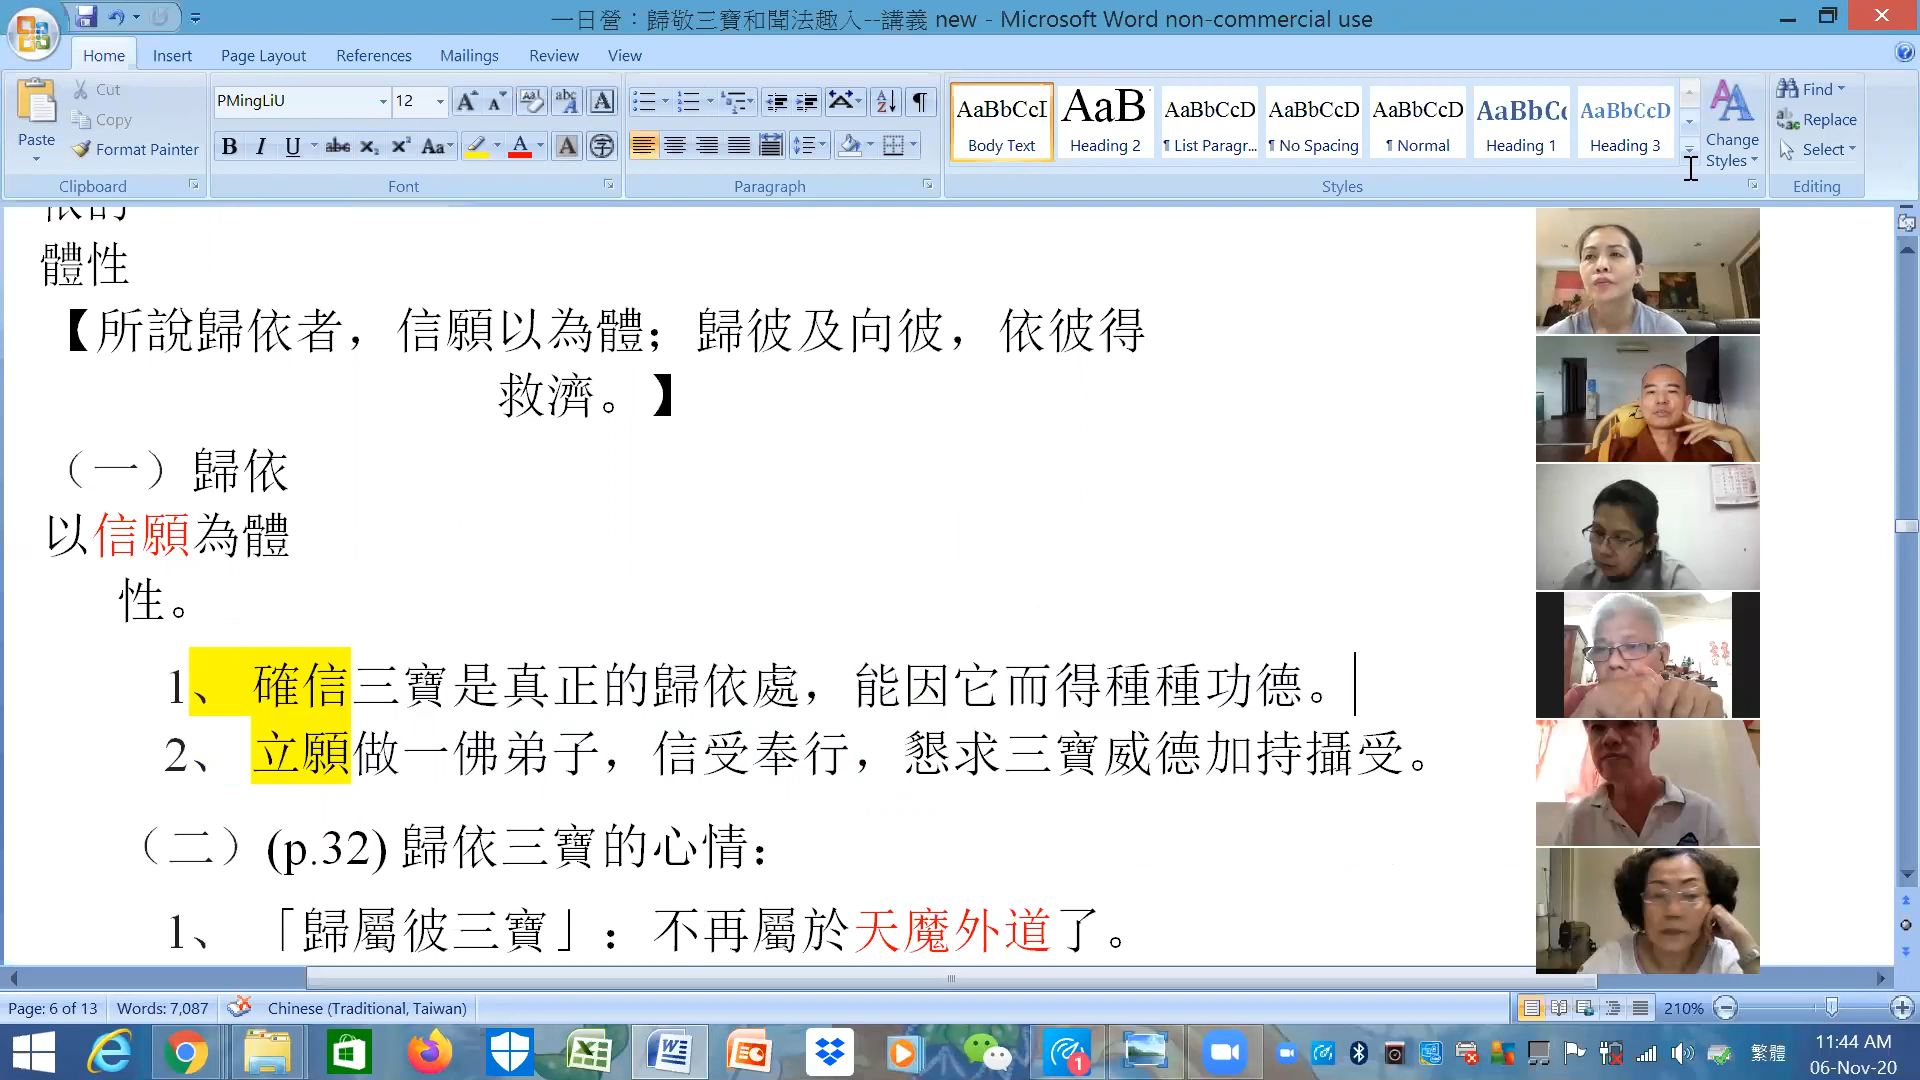 一日營：歸敬三寶和聞法趣入--講義 new - Microsoft Word non-commercial use
Home Insert Page Layout References Mailings Review View
Paste
Cut
Copy
Format Painter
Clipboard
PMingLiU 12
Font
Paragraph
AaBbCcI AaB AaBbCcD AaBbCcD AaBbCcD AaBbCc AaBbCcD
Body Text Heading 2 ¶ List Paragr... ¶ No Spacing ¶ Normal Heading 1 Heading 3
Change Styles
Styles
Find
Replace
Select
Editing
依的
體性
【所說歸依者，信願以為體；歸彼及向彼，依彼得
救濟。】
（一）歸依
以信願為體
性。
1、 確信三寶是真正的歸依處，能因它而得種種功德。
2、 立願做一佛弟子，信受奉行，懇求三寶威德加持攝受。
（二）(p.32) 歸依三寶的心情：
1、 「歸屬彼三寶」：不再屬於天魔外道了。
Page: 6 of 13 Words: 7,087 Chinese (Traditional, Taiwan) 210%
1
繁體
11:44 AM
06-Nov-20